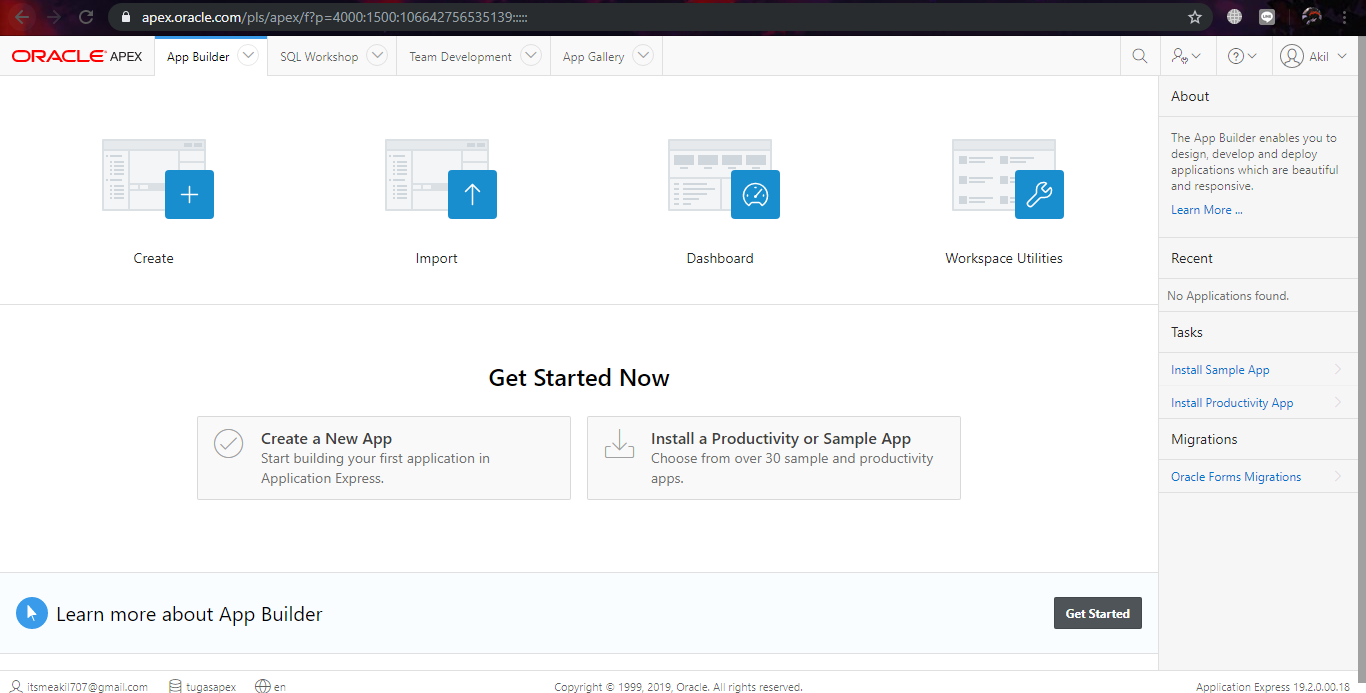 apex.oracle.com/pls/apex/f?p=4000:1500:106642756535139:::::
ORACLE APEX App Builder SQL Workshop Team Development App Gallery Akil
Create
Import
Dashboard
Workspace Utilities
Get Started Now
Create a New App
Start building your first application in
Application Express.
Install a Productivity or Sample App
Choose from over 30 sample and productivity
apps.
Learn more about App Builder
Get Started
About
The App Builder enables you to
design, develop and deploy
applications which are beautiful
and responsive.
Learn More ...
Recent
No Applications found.
Tasks
Install Sample App
Install Productivity App
Migrations
Oracle Forms Migrations
itsmeakil707@gmail.com tugasapex en
Copyright © 1999, 2019, Oracle. All rights reserved.
Application Express 19.2.0.00.18